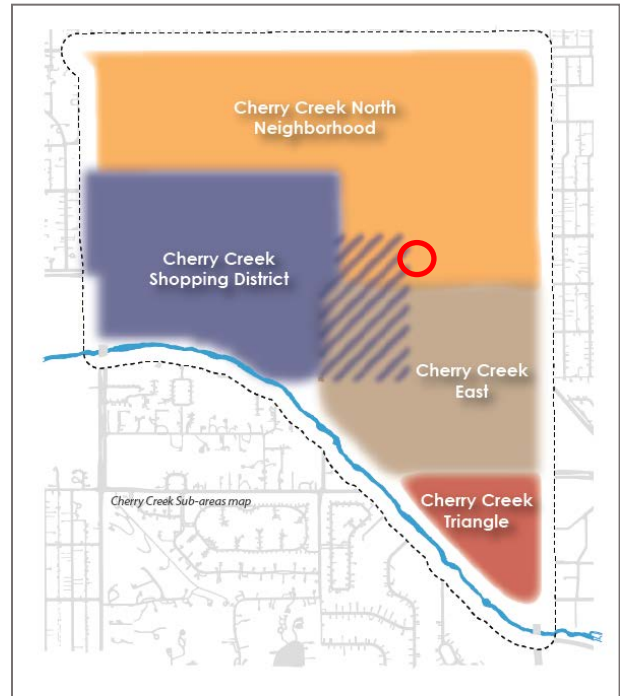 Cherry Creek North
Neighborhood
Cherry Creek
Shopping District
Cherry Creek
East
Cherry Creek Sub-areas map
Cherry Creek
Triangle